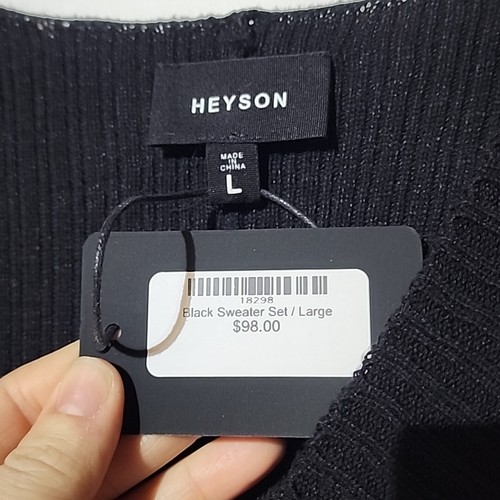 HEYSON
MADE
IN
CHINA
L
18298
Black Sweater Set / Large
$98.00